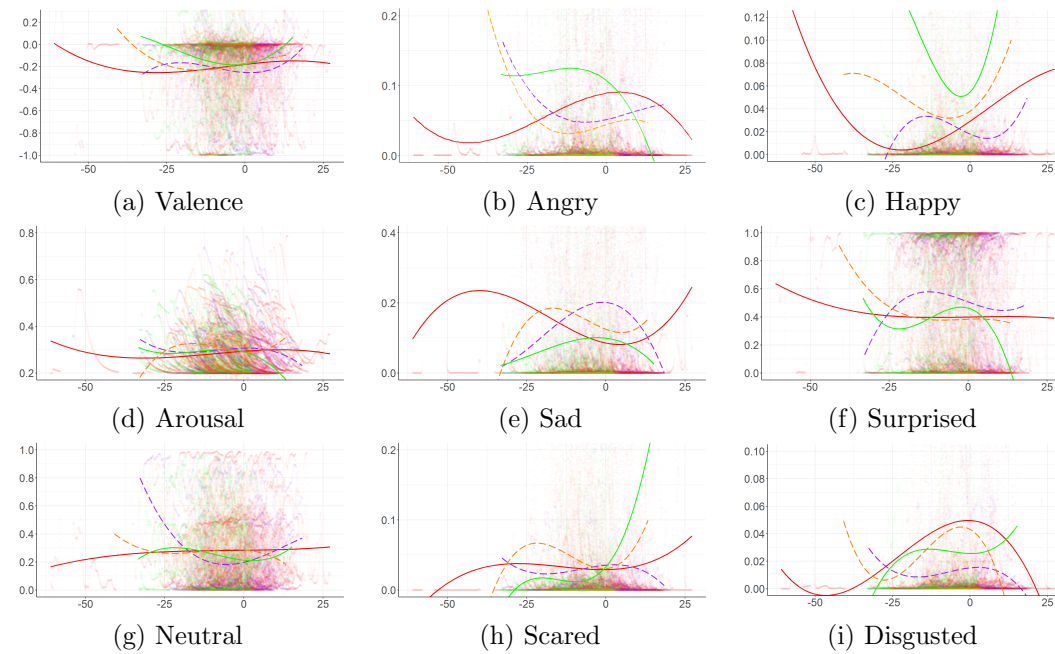 0.2
0.0
-0.2
-0.4
-0.6
-0.8
-1.0
-50 -25 0 25
(a) Valence
0.2
0.1
0.0
-50 -25 0 25
(b) Angry
0.12
0.10
0.08
0.06
0.04
0.02
0.00
-50 -25 0 25
(c) Happy
0.8
0.6
0.4
0.2
-50 -25 0 25
(d) Arousal
0.4
0.2
0.0
-50 -25 0 25
(e) Sad
1.0
0.8
0.6
0.4
0.2
0.0
-50 -25 0 25
(f) Surprised
1.0
0.8
0.6
0.4
0.2
0.0
-50 -25 0 25
(g) Neutral
0.2
0.1
0.0
-50 -25 0 25
(h) Scared
0.10
0.08
0.06
0.04
0.02
0.00
-50 -25 0 25
(i) Disgusted